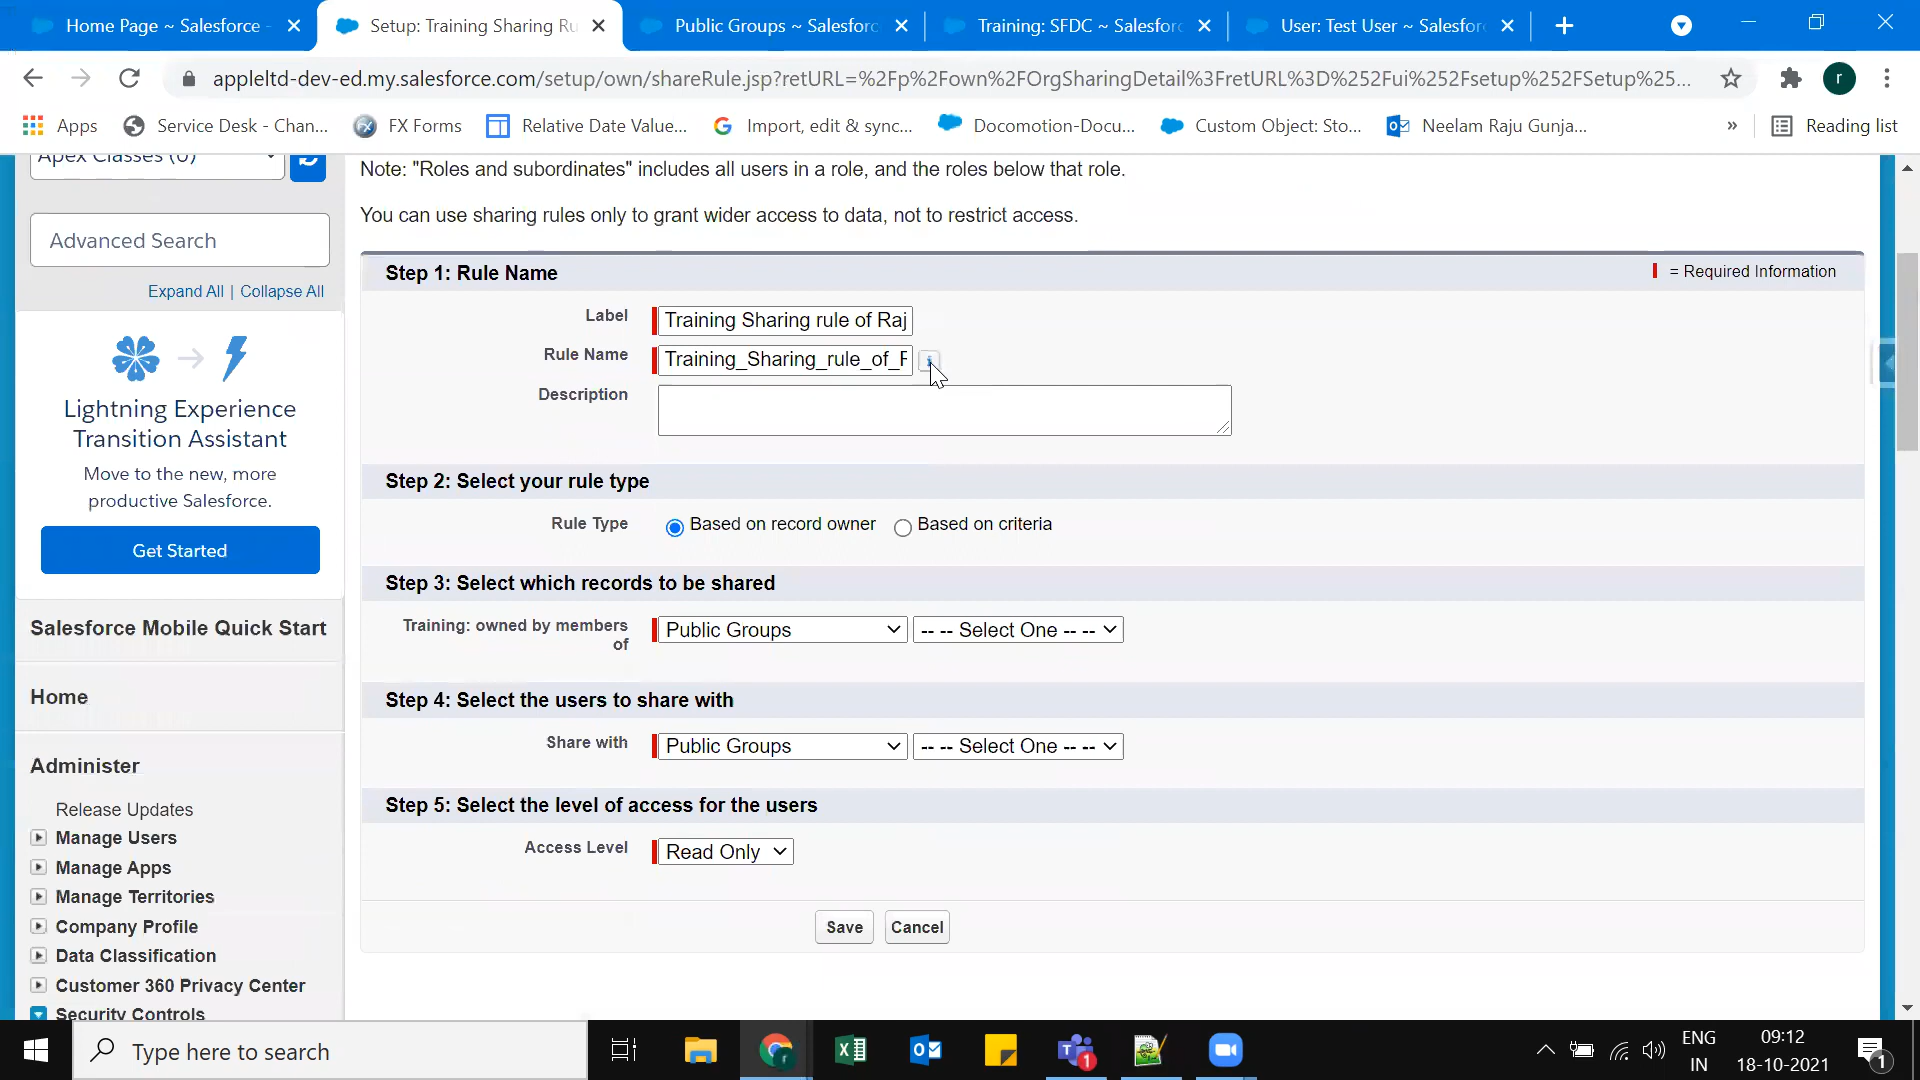 Home Page ~ Salesforce -
Setup: Training Sharing Ru
Public Groups ~ Salesforc
Training: SFDC ~ Salesforc
User: Test User ~ Salesfor
appleltd-dev-ed.my.salesforce.com/setup/own/shareRule.jsp?retURL=%2Fp%2Fown%2FOrgSharingDetail%3FretURL%3D%252Fui%252Fsetup%252FSetup%25...
r
Apps
Service Desk - Chan...
FX Forms
Relative Date Value...
Import, edit & sync...
Docomotion-Docu...
Custom Object: Sto...
Neelam Raju Gunja...
»
Reading list
Apex Classes (0)
Advanced Search
Expand All | Collapse All
Lightning Experience
Transition Assistant
Move to the new, more
productive Salesforce.
Get Started
Salesforce Mobile Quick Start
Home
Administer
Release Updates
Manage Users
Manage Apps
Manage Territories
Company Profile
Data Classification
Customer 360 Privacy Center
Security Controls
Note: "Roles and subordinates" includes all users in a role, and the roles below that role.
You can use sharing rules only to grant wider access to data, not to restrict access.
Step 1: Rule Name
= Required Information
Label
Training Sharing rule of Raj
Rule Name
Training_Sharing_rule_of_R
Description
Step 2: Select your rule type
Rule Type
Based on record owner
Based on criteria
Step 3: Select which records to be shared
Training: owned by members
of
Public Groups
-- -- Select One -- --
Step 4: Select the users to share with
Share with
Public Groups
-- -- Select One -- --
Step 5: Select the level of access for the users
Access Level
Read Only
Save
Cancel
Type here to search
1
ENG
IN
09:12
18-10-2021
1